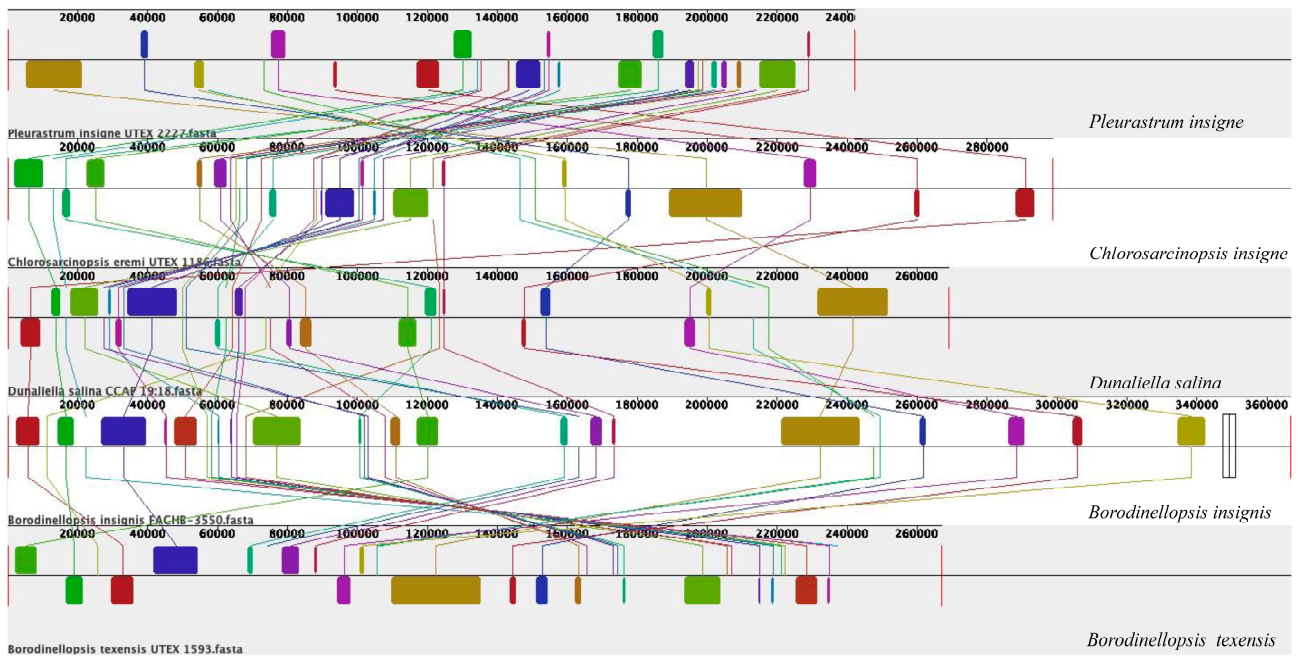 20000 40000 60000 80000 100000 120000 140000 160000 180000 200000 220000 240000
Pleurastrum insigne UTEX 2227.fasta
Pleurastrum insigne
20000 40000 60000 80000 100000 120000 140000 160000 180000 200000 220000 240000 260000 280000
Chlorosarcinopsis eremi UTEX 1186.fasta
Chlorosarcinopsis insigne
20000 40000 60000 80000 100000 120000 140000 160000 180000 200000 220000 240000 260000
Dunaliella salina CCAP 19:18.fasta
Dunaliella salina
20000 40000 60000 80000 100000 120000 140000 160000 180000 200000 220000 240000 260000 280000 300000 320000 340000 360000
Borodinellopsis insignis FACHB-3550.fasta
Borodinellopsis insignis
20000 40000 60000 80000 100000 120000 140000 160000 180000 200000 220000 240000 260000
Borodinellopsis texensis UTEX 1593.fasta
Borodinellopsis texensis